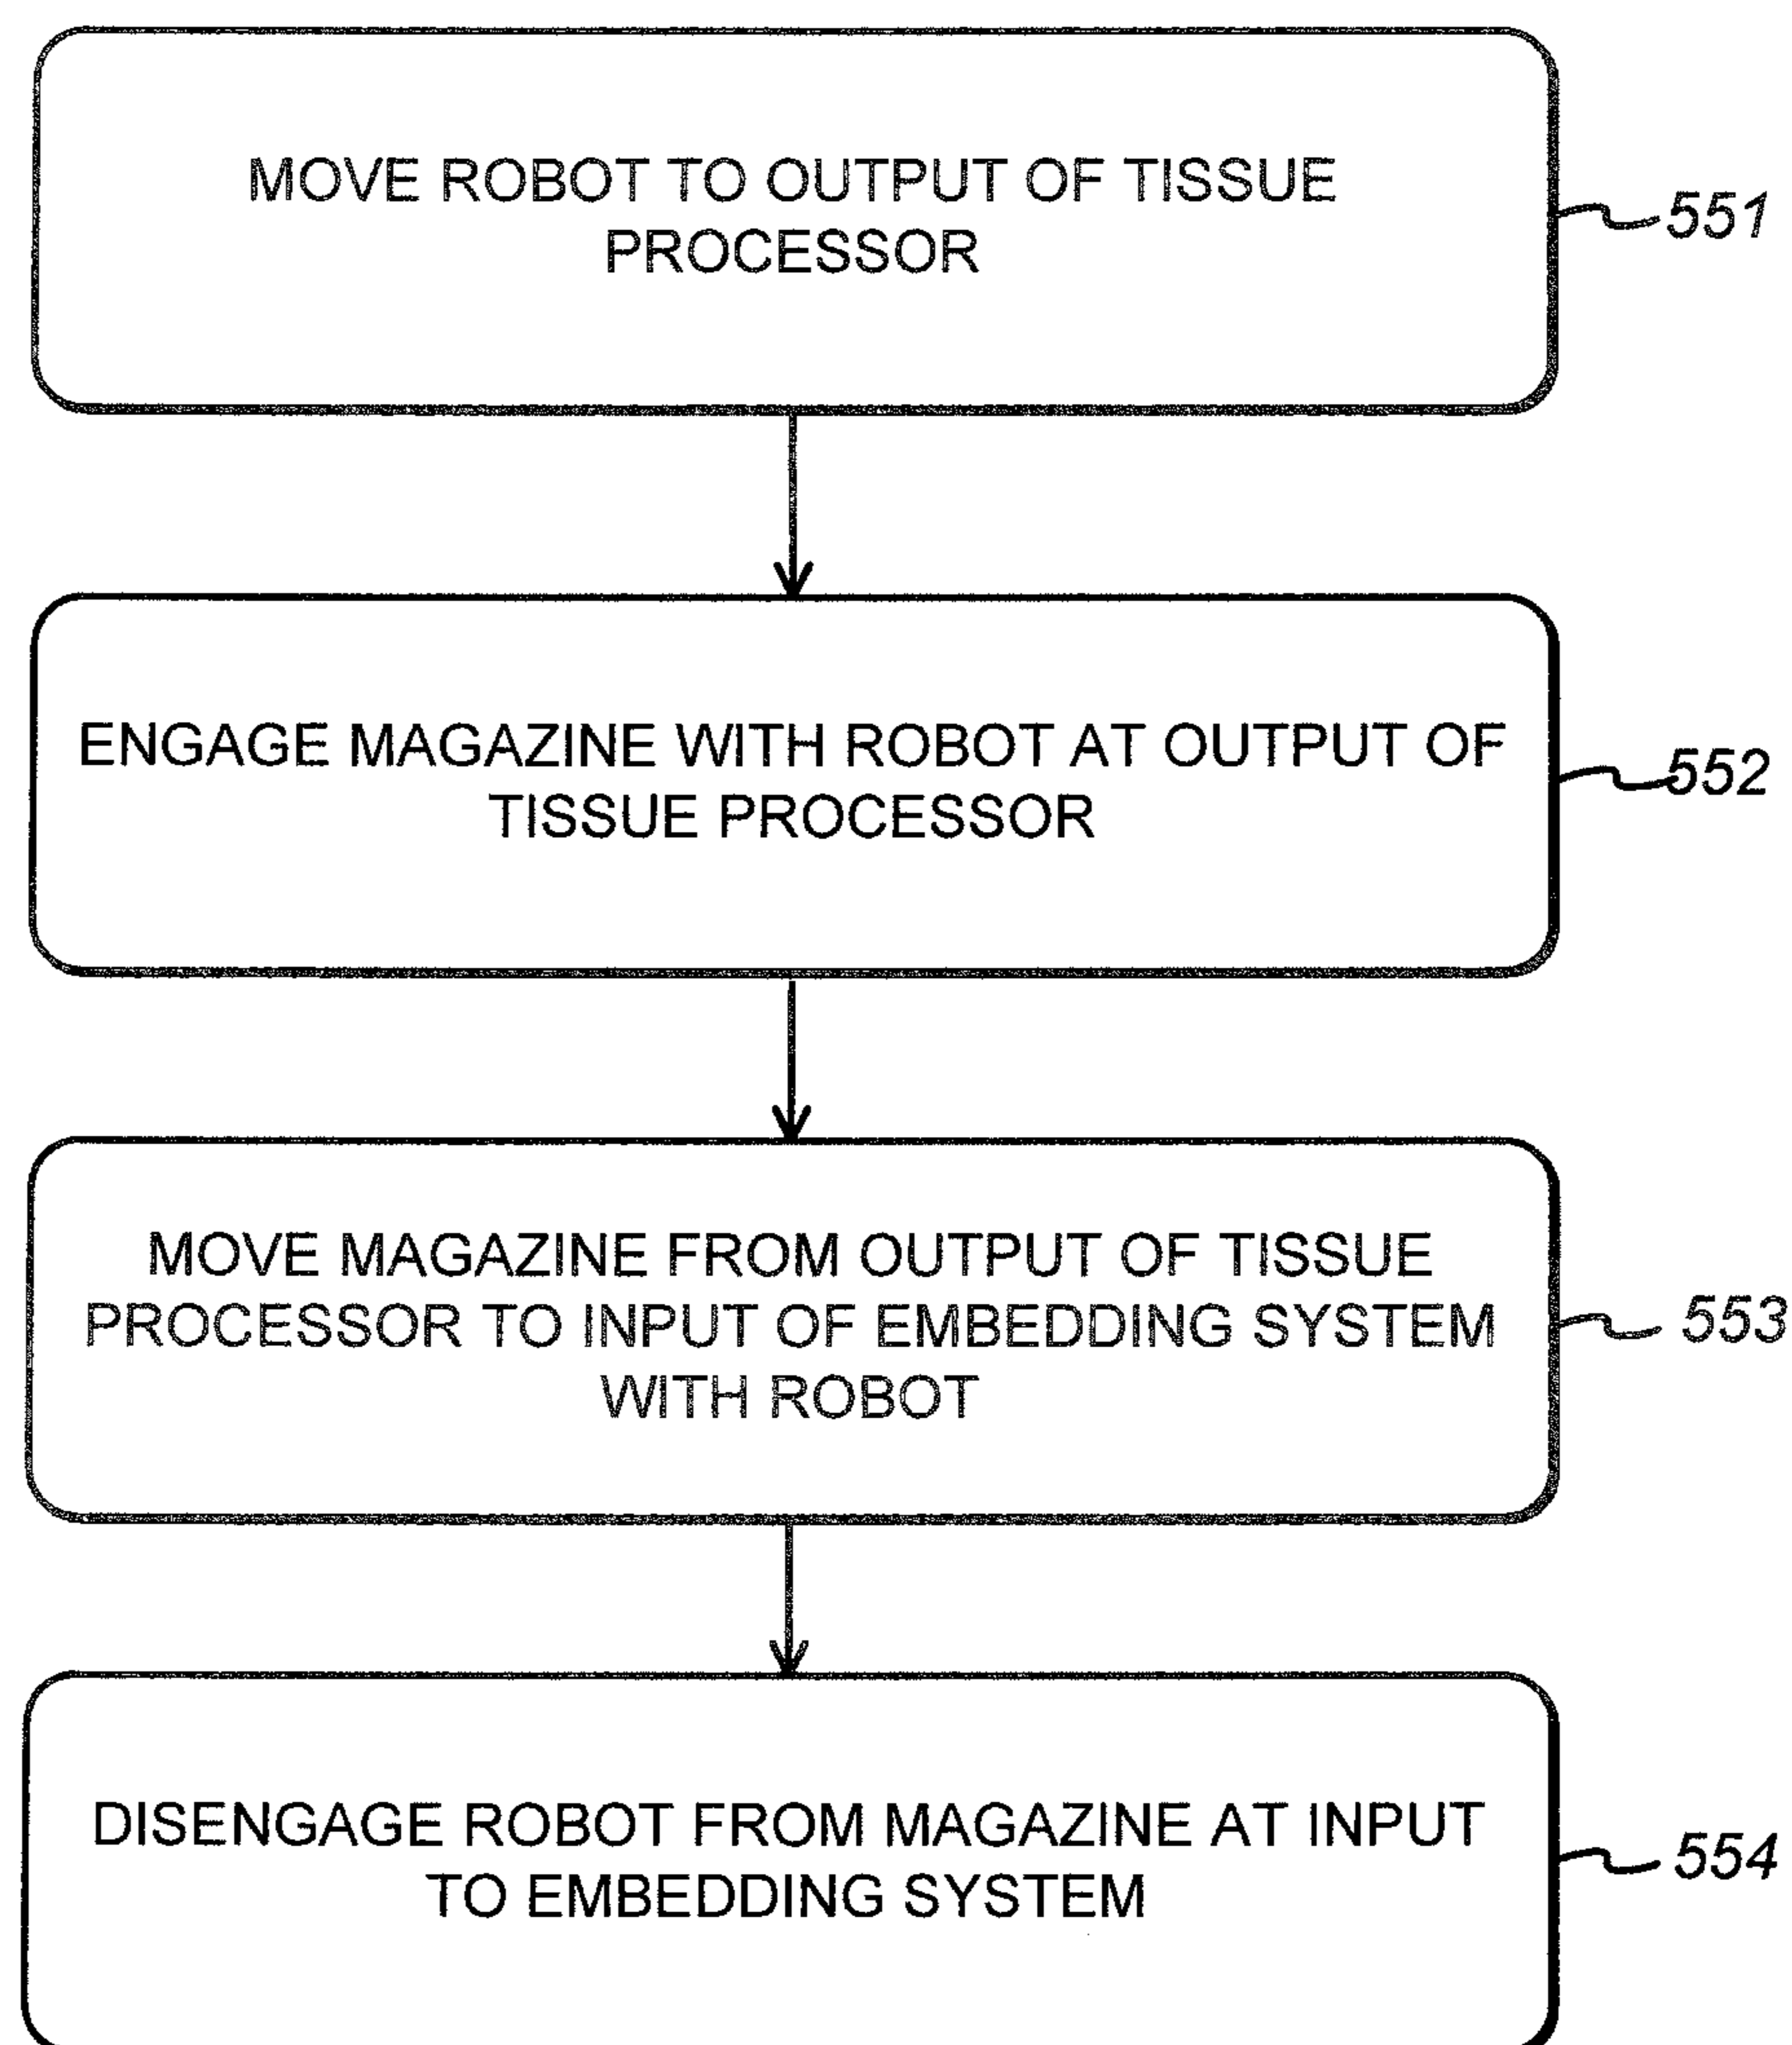 MOVE ROBOT TO OUTPUT OF TISSUE
PROCESSOR
551
ENGAGE MAGAZINE WITH ROBOT AT OUTPUT OF
TISSUE PROCESSOR
552
MOVE MAGAZINE FROM OUTPUT OF TISSUE
PROCESSOR TO INPUT OF EMBEDDING SYSTEM
WITH ROBOT
553
DISENGAGE ROBOT FROM MAGAZINE AT INPUT
TO EMBEDDING SYSTEM
554